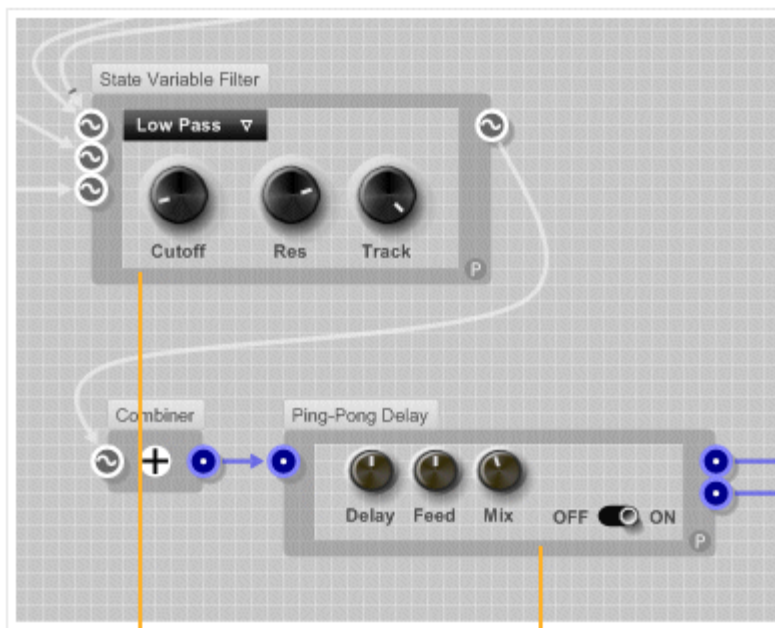 State Variable Filter
Low Pass
Cutoff Res Track
P
Combiner Ping-Pong Delay
Delay Feed Mix OFF ON
P